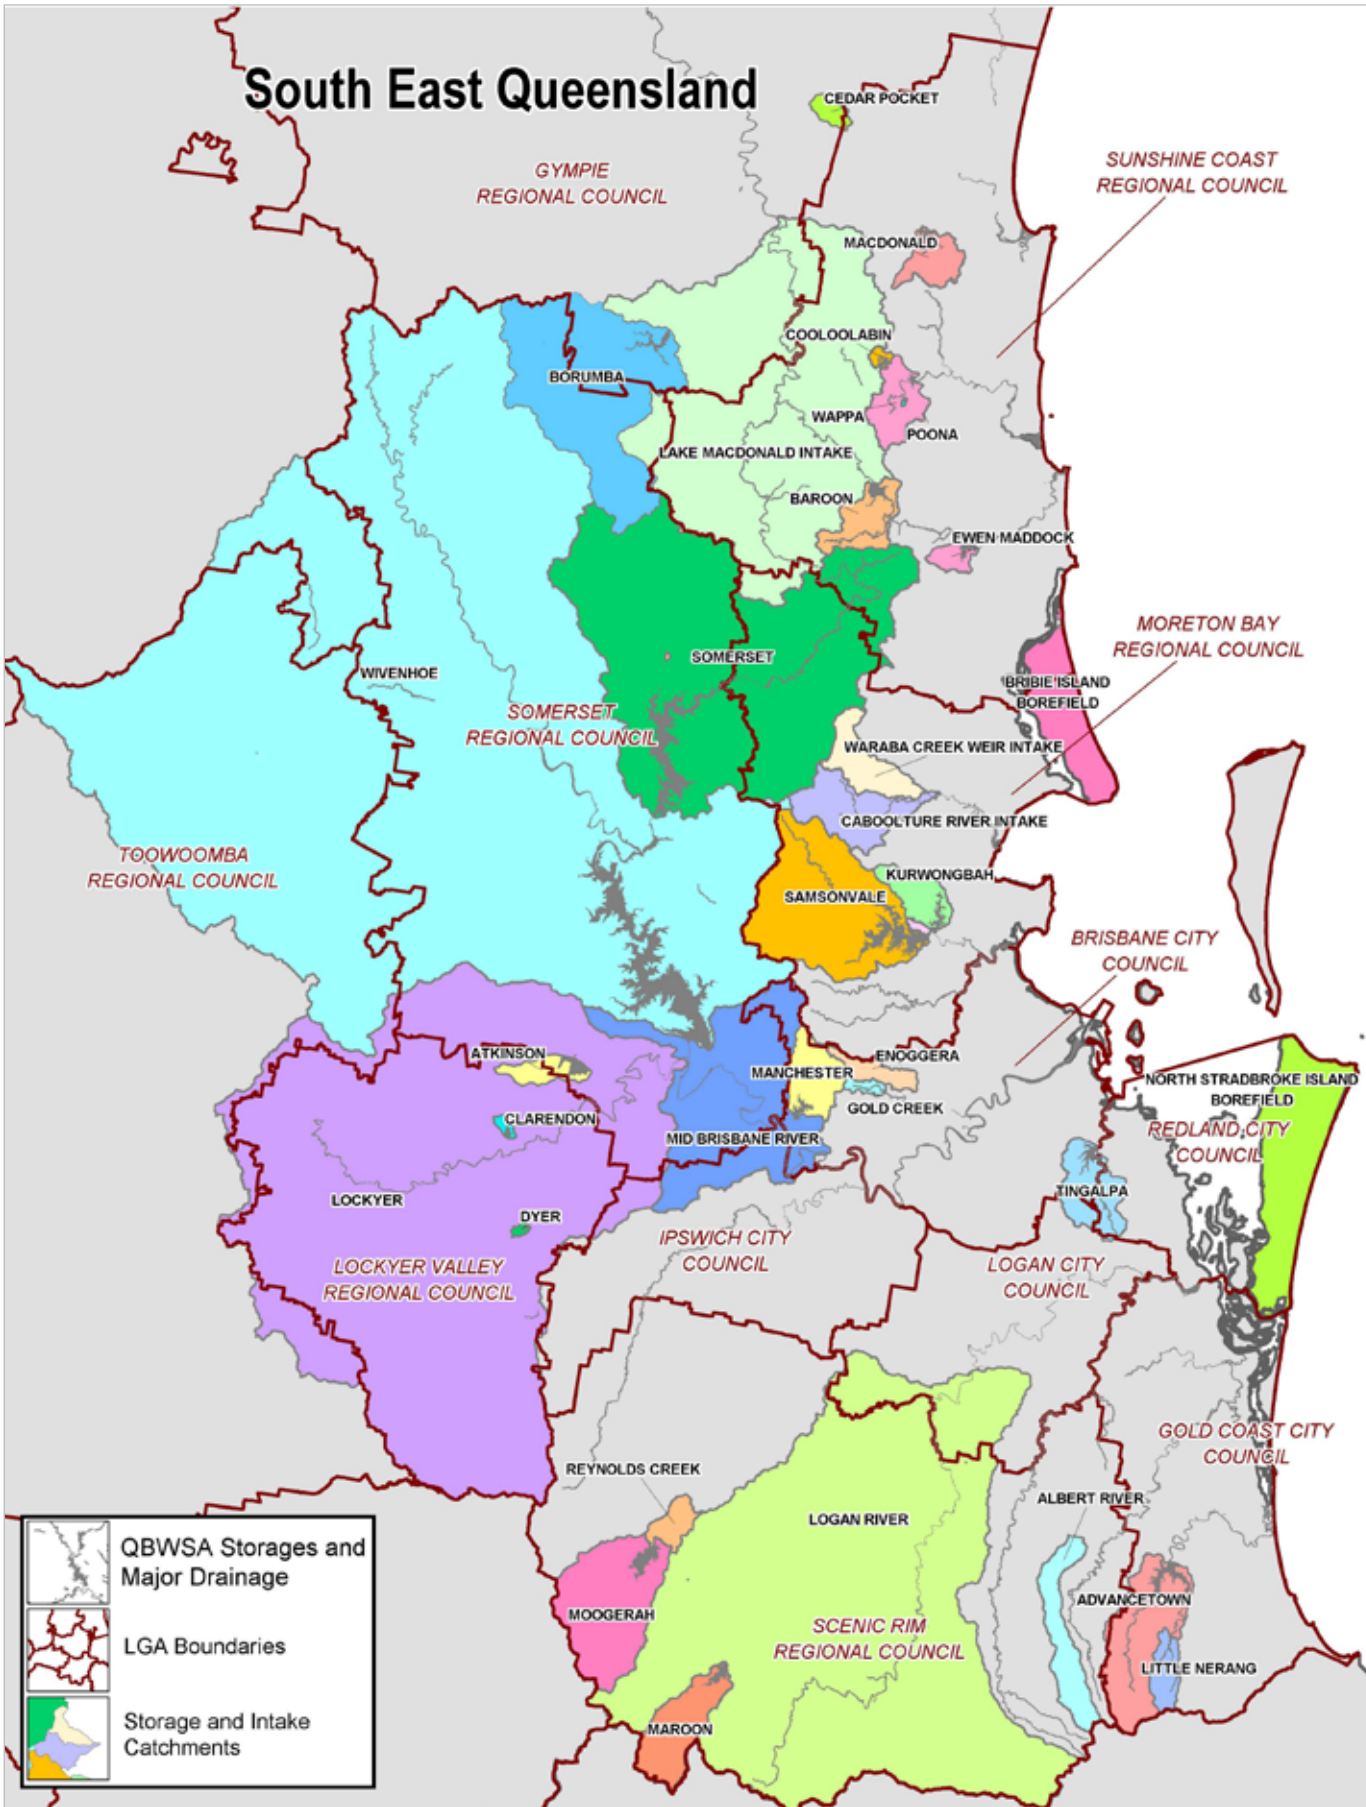 South East Queensland
CEDAR POCKET
GYMPIE
REGIONAL COUNCIL
SUNSHINE COAST
REGIONAL COUNCIL
MACDONALD
COOLOOLABIN
BORUMBA
WAPPA
POONA
LAKE MACDONALD INTAKE
BAROON
EWEN MADDOCK
MORETON BAY
REGIONAL COUNCIL
SOMERSET
WIVENHOE
BRIBIE ISLAND
BOREFIELD
SOMERSET
REGIONAL COUNCIL
WARABA CREEK WEIR INTAKE
CABOOLTURE RIVER INTAKE
TOOWOOMBA
REGIONAL COUNCIL
KURWONGBAH
SAMSONVALE
BRISBANE CITY
COUNCIL
ATKINSON
ENOGGERA
MANCHESTER
NORTH STRADBROKE ISLAND
BOREFIELD
GOLD CREEK
CLARENDON
REDLAND CITY
COUNCIL
MID BRISBANE RIVER
LOCKYER
TINGALPA
DYER
IPSWICH CITY
COUNCIL
LOCKYER VALLEY
REGIONAL COUNCIL
LOGAN CITY
COUNCIL
GOLD COAST CITY
COUNCIL
REYNOLDS CREEK
ALBERT RIVER
LOGAN RIVER
ADVANCETOWN
MOOGERAH
SCENIC RIM
REGIONAL COUNCIL
LITTLE NERANG
MAROON
QBWSA Storages and
Major Drainage
LGA Boundaries
Storage and Intake
Catchments